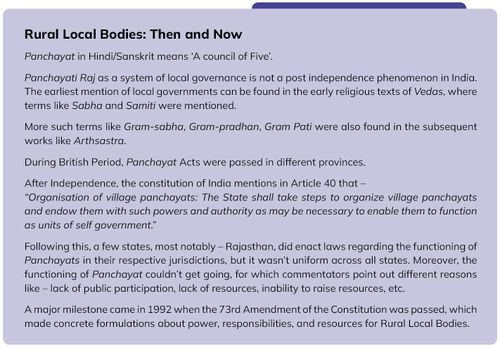 Rural Local Bodies: Then and Now
Panchayat in Hindi/Sanskrit means ‘A council of Five’.
Panchayati Raj as a system of local governance is not a post independence phenomenon in India.
The earliest mention of local governments can be found in the early religious texts of Vedas, where
terms like Sabha and Samiti were mentioned.
More such terms like Gram-sabha, Gram-pradhan, Gram Pati were also found in the subsequent
works like Arthsastra.
During British Period, Panchayat Acts were passed in different provinces.
After Independence, the constitution of India mentions in Article 40 that –
“Organisation of village panchayats: The State shall take steps to organize village panchayats
and endow them with such powers and authority as may be necessary to enable them to function
as units of self government.”
Following this, a few states, most notably – Rajasthan, did enact laws regarding the functioning of
Panchayats in their respective jurisdictions, but it wasn’t uniform across all states. Moreover, the
functioning of Panchayat couldn’t get going, for which commentators point out different reasons
like – lack of public participation, lack of resources, inability to raise resources, etc.
A major milestone came in 1992 when the 73rd Amendment of the Constitution was passed, which
made concrete formulations about power, responsibilities, and resources for Rural Local Bodies.